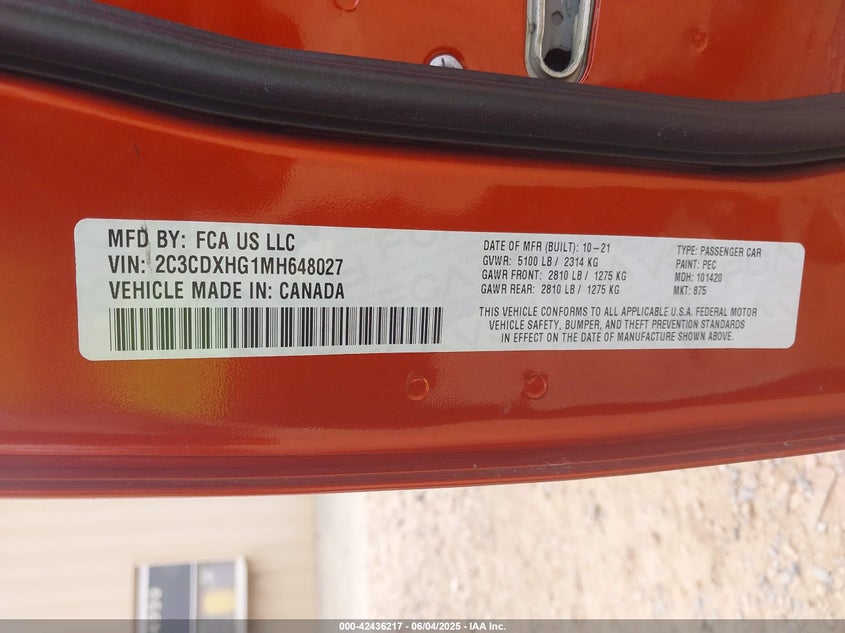 MFD BY: FCA US LLC
VIN: 2C3CDXHG1MH648027
VEHICLE MADE IN: CANADA
DATE OF MFR (BUILT): 10-21
GVWR: 5100 LB / 2314 KG
GAWR FRONT: 2810 LB / 1275 KG
GAWR REAR: 2810 LB / 1275 KG
TYPE: PASSENGER CAR
PAINT: PEC
MDH: 101420
MKT: 875
THIS VEHICLE CONFORMS TO ALL APPLICABLE U.S.A. FEDERAL MOTOR
VEHICLE SAFETY, BUMPER, AND THEFT PREVENTION STANDARDS
IN EFFECT ON THE DATE OF MANUFACTURE SHOWN ABOVE.
000-42436217 - 06/04/2025 - IAA Inc.